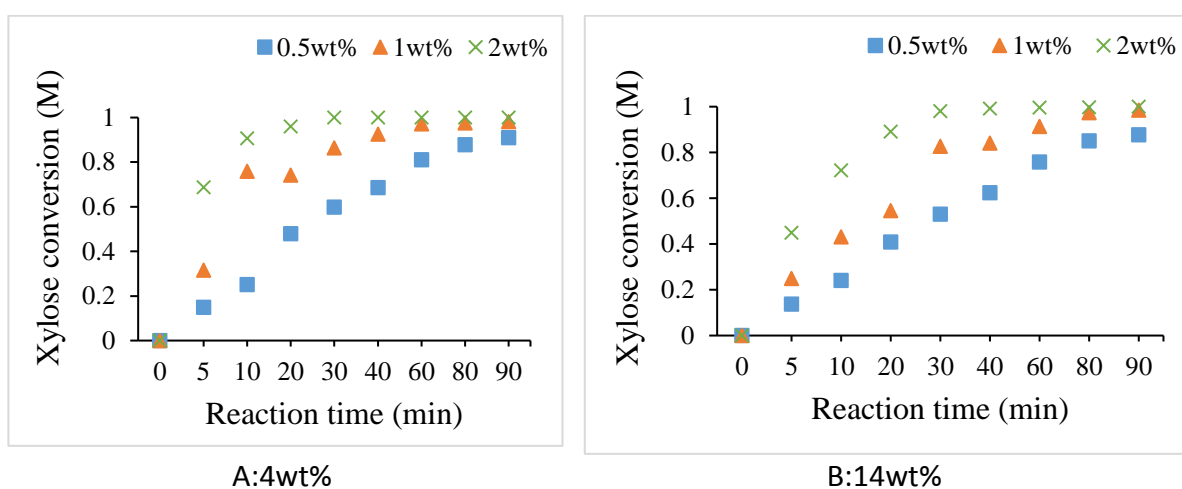 0.5wt% 1wt% 2wt%
Xylose conversion (M)
1
0.8
0.6
0.4
0.2
0
0 5 10 20 30 40 60 80 90
Reaction time (min)
A:4wt%
0.5wt% 1wt% 2wt%
Xylose conversion (M)
1
0.8
0.6
0.4
0.2
0
0 5 10 20 30 40 60 80 90
Reaction time (min)
B:14wt%